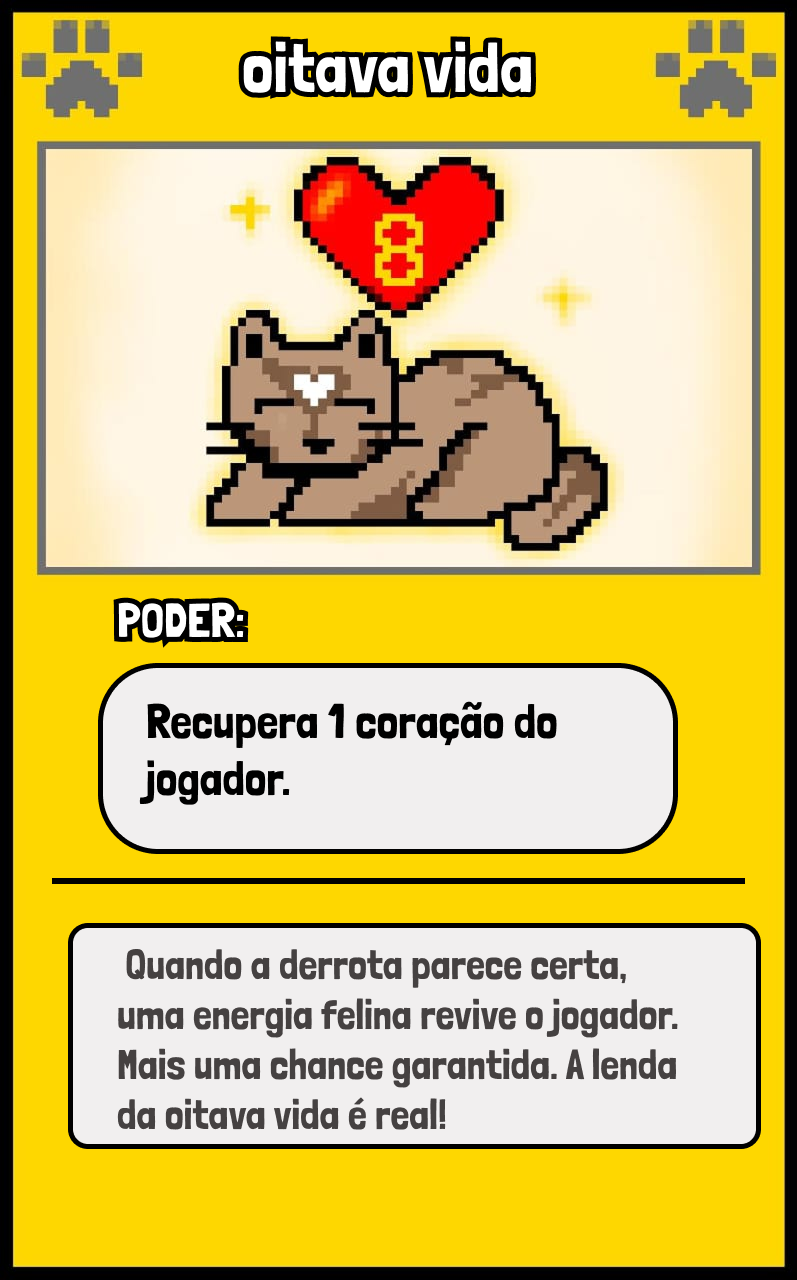 oitava vida
8
PODER:
Recupera 1 coração do
jogador.
Quando a derrota parece certa,
uma energia felina revive o jogador.
Mais uma chance garantida. A lenda
da oitava vida é real!